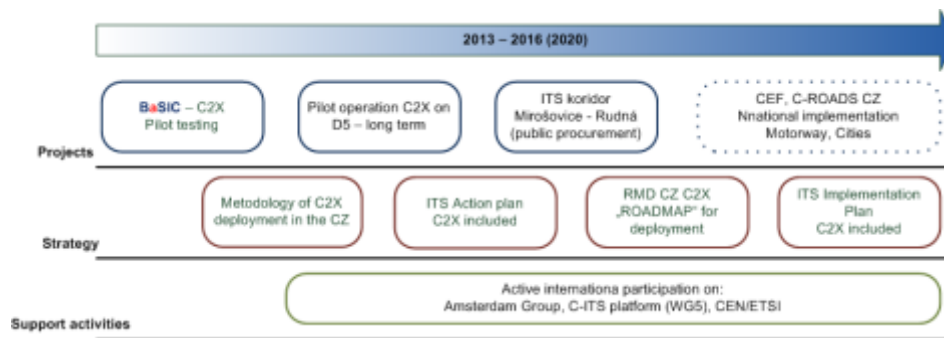 2013 – 2016 (2020)
BaSIC – C2X
Pilot testing
Pilot operation C2X on
D5 – long term
ITS koridor
Mirošovice - Rudná
(public procurement)
CEF, C-ROADS CZ
Nnational implementation
Motorway, Cities
Projects
Metodology of C2X
deployment in the CZ
ITS Action plan
C2X included
RMD CZ C2X
„ROADMAP" for
deployment
ITS Implementation
Plan
C2X included
Strategy
Active internationa participation on:
Amsterdam Group, C-ITS platform (WG5), CEN/ETSI
Support activities